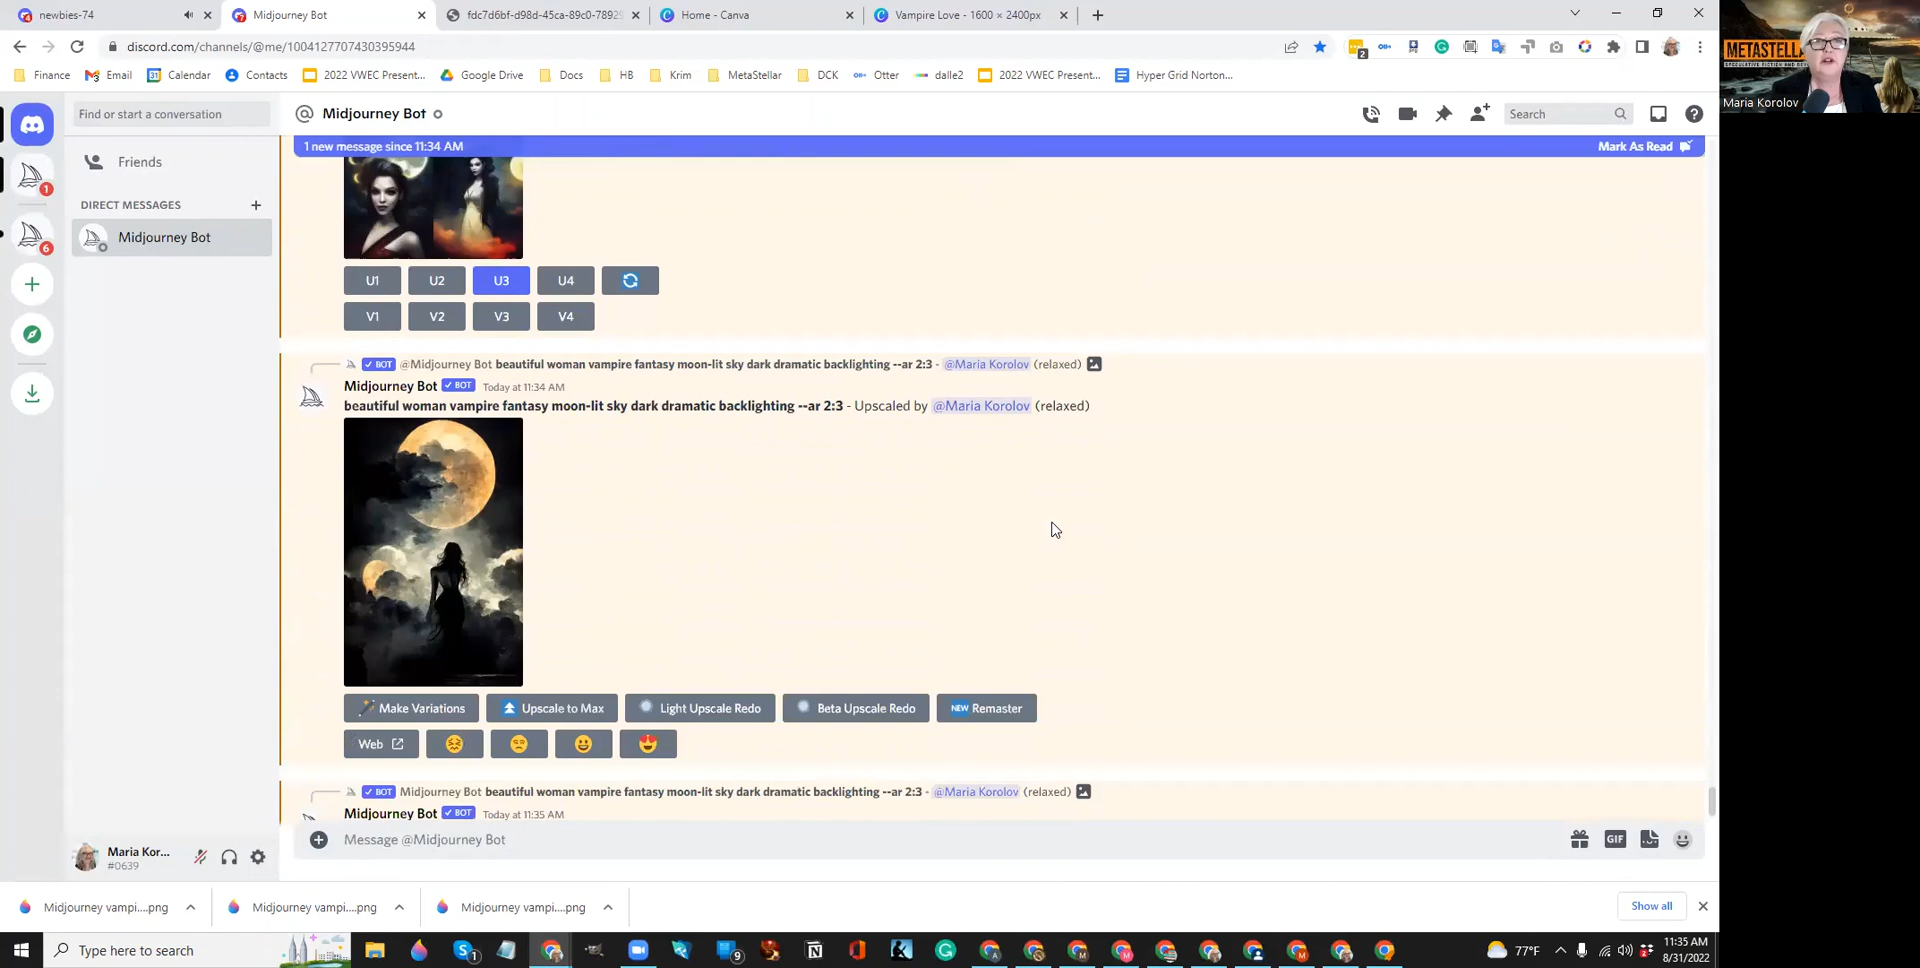 newbies-74
Midjourney Bot
fdc7d6bf-d98d-45ca-89c0-78925
Home - Canva
Vampire Love - 1600 × 2400px
discord.com/channels/@me/1004127707430395944
Finance
Email
Calendar
Contacts
2022 VWEC Present...
Google Drive
Docs
HB
Krim
MetaStellar
DCK
Otter
dalle2
2022 VWEC Present...
Hyper Grid Norton...
METASTELLA
Maria Korolov
Find or start a conversation
Midjourney Bot
Search
1 new message since 11:34 AM
Mark As Read
Friends
DIRECT MESSAGES
Midjourney Bot
1
6
U1
U2
U3
U4
V1
V2
V3
V4
BOT @Midjourney Bot beautiful woman vampire fantasy moon-lit sky dark dramatic backlighting --ar 2:3 - @Maria Korolov (relaxed)
Midjourney Bot BOT Today at 11:34 AM
beautiful woman vampire fantasy moon-lit sky dark dramatic backlighting --ar 2:3 - Upscaled by @Maria Korolov (relaxed)
Make Variations
Upscale to Max
Light Upscale Redo
Beta Upscale Redo
NEW Remaster
Web
BOT Midjourney Bot beautiful woman vampire fantasy moon-lit sky dark dramatic backlighting --ar 2:3 - @Maria Korolov (relaxed)
Midjourney Bot BOT Today at 11:35 AM
Message @Midjourney Bot
GIF
Maria Kor...
#0639
Midjourney vampi....png
Midjourney vampi....png
Midjourney vampi....png
Show all
Type here to search
77°F
11:35 AM
8/31/2022